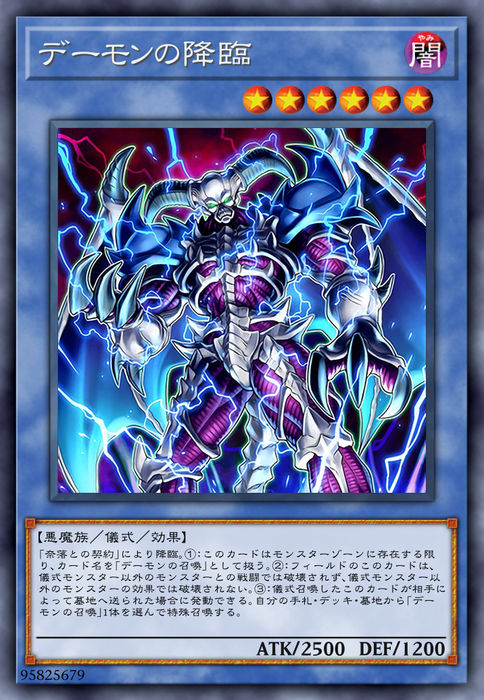 デーモンの降臨
やみ
闇
【悪魔族/儀式/効果】
「奈落との契約」により降臨。①:このカードはモンスターゾーンに存在する限
り、カード名を「デーモンの召喚」として扱う。②:フィールドのこのカードは、
儀式モンスター以外のモンスターとの戦闘では破壊されず、儀式モンスター以
外のモンスターの効果では破壊されない。③:儀式召喚したこのカードが相手に
よって墓地へ送られた場合に発動できる。自分の手札・デッキ・墓地から「デー
モンの召喚」1体を選んで特殊召喚する。
ATK/2500 DEF/1200
95825679